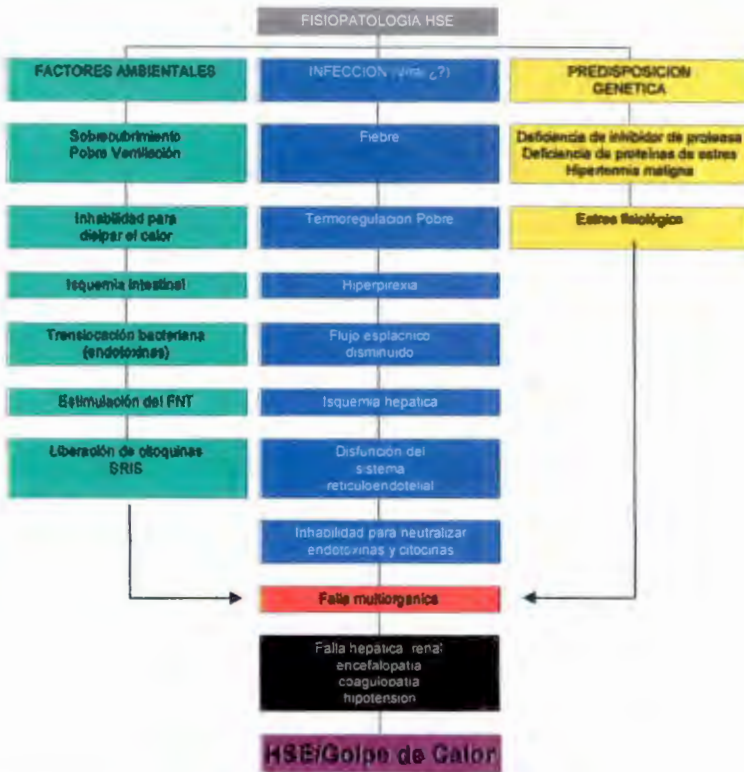 FISIOPATOLOGIA HSE
FACTORES AMBIENTALES
Sobrecubrimiento
Pobre Ventilación
Inhabilidad para
disipar el calor
Isquemia intestinal
Translocación bacteriana
(endotoxinas)
Estimulación del FNT
Liberación de citoquinas
SRIS
INFECCION (Viral ¿?)
Fiebre
Termoregulacion Pobre
Hiperpirexia
Flujo esplacnico
disminuido
Isquemia hepatica
Disfunción del
sistema
reticuloendotelial
Inhabilidad para neutralizar
endotoxinas y citocinas
PREDISPOSICION
GENETICA
Deficiencia de inhibidor de proteasa
Deficiencia de proteinas de estres
Hipertermia maligna
Estres fisiológico
Falla multiorganica
Falla hepática renal
encefalopatia
coagulopatia
hipotension
HSE/Golpe de Calor